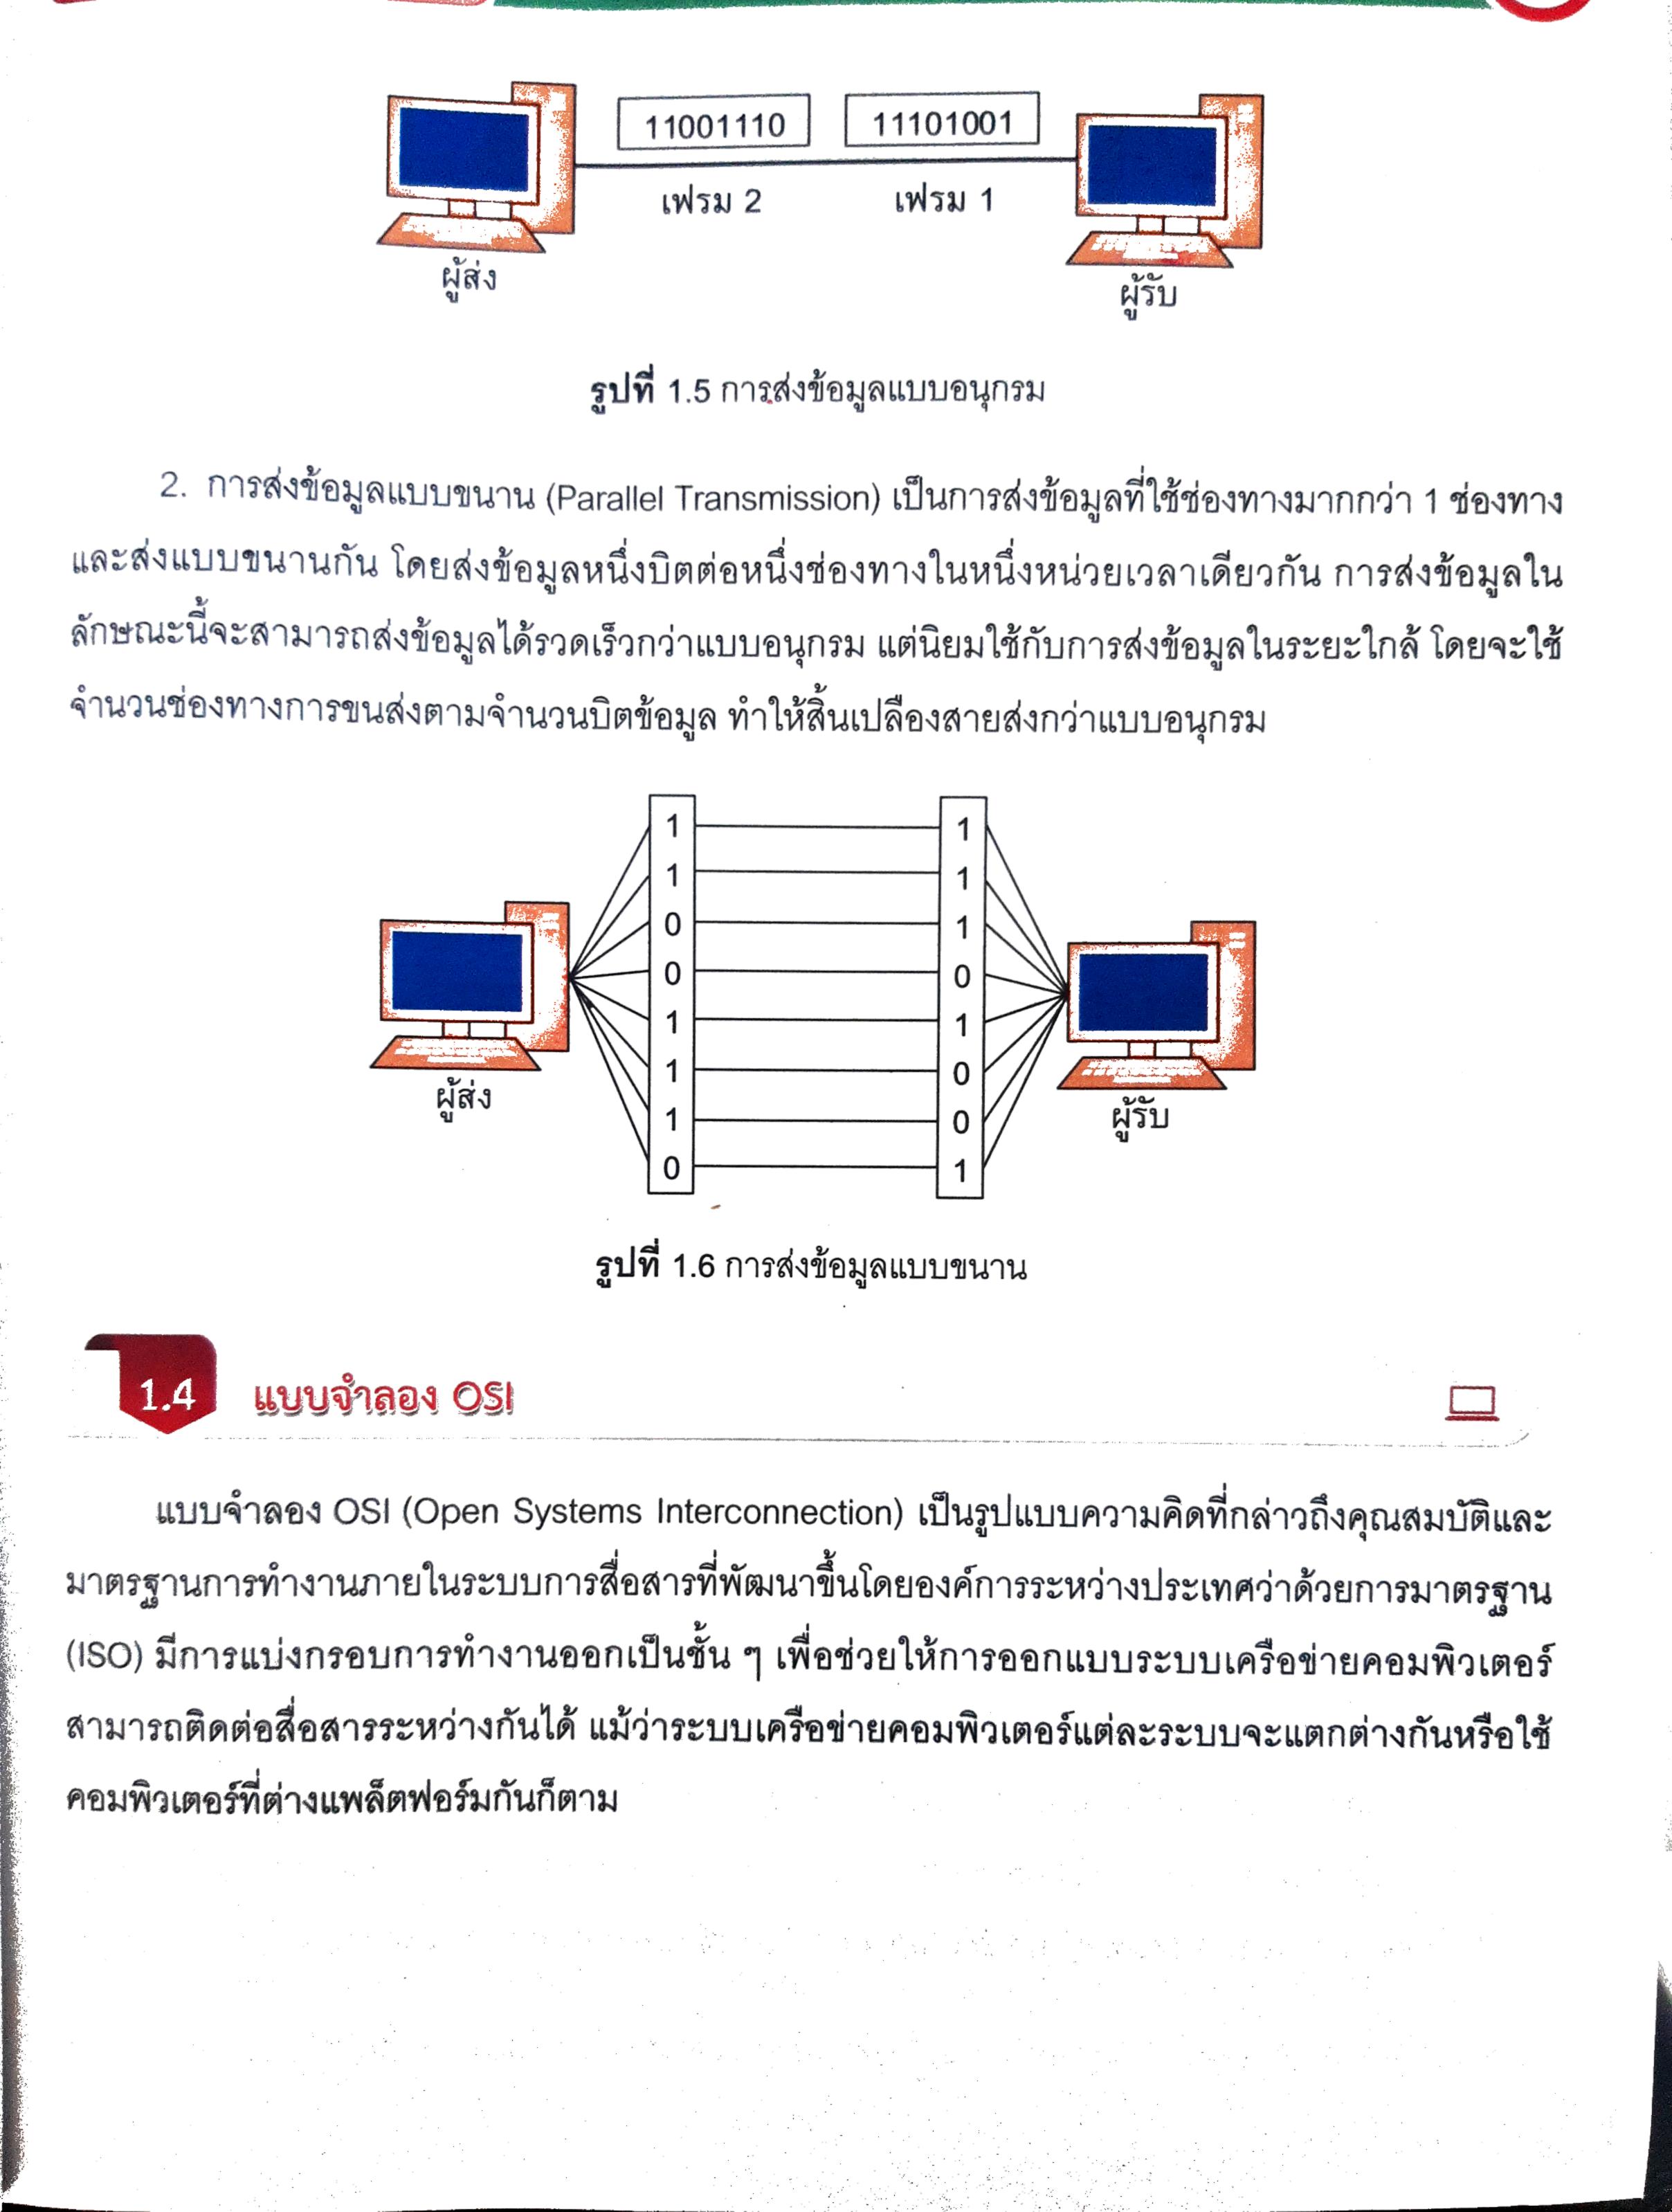 11001110 11101001
เฟรม 2 เฟรม 1
ผู้ส่ง
ผู้รับ
รูปที่ 1.5 การส่งข้อมูลแบบอนุกรม
2. การส่งข้อมูลแบบขนาน (Parallel Transmission) เป็นการส่งข้อมูลที่ใช้ช่องทางมากกว่า 1 ช่องทาง
และส่งแบบขนานกัน โดยส่งข้อมูลหนึ่งบิตต่อหนึ่งช่องทางในหนึ่งหน่วยเวลาเดียวกัน การส่งข้อมูลใน
ลักษณะนี้จะสามารถส่งข้อมูลได้รวดเร็วกว่าแบบอนุกรม แต่นิยมใช้กับการส่งข้อมูลในระยะใกล้ โดยจะใช้
จำนวนช่องทางการขนส่งตามจำนวนบิตข้อมูล ทำให้สิ้นเปลืองสายส่งกว่าแบบอนุกรม
1 1
1 1
0 1
0 0
1 1
1 0
1 0
0 1
ผู้ส่ง
ผู้รับ
รูปที่ 1.6 การส่งข้อมูลแบบขนาน
1.4 แบบจำลอง OSI
แบบจำลอง OSI (Open Systems Interconnection) เป็นรูปแบบความคิดที่กล่าวถึงคุณสมบัติและ
มาตรฐานการทำงานภายในระบบการสื่อสารที่พัฒนาขึ้นโดยองค์การระหว่างประเทศว่าด้วยการมาตรฐาน
(ISO) มีการแบ่งกรอบการทำงานออกเป็นชั้น ๆ เพื่อช่วยให้การออกแบบระบบเครือข่ายคอมพิวเตอร์
สามารถติดต่อสื่อสารระหว่างกันได้ แม้ว่าระบบเครือข่ายคอมพิวเตอร์แต่ละระบบจะแตกต่างกันหรือใช้
คอมพิวเตอร์ที่ต่างแพล็ตฟอร์มกันก็ตาม